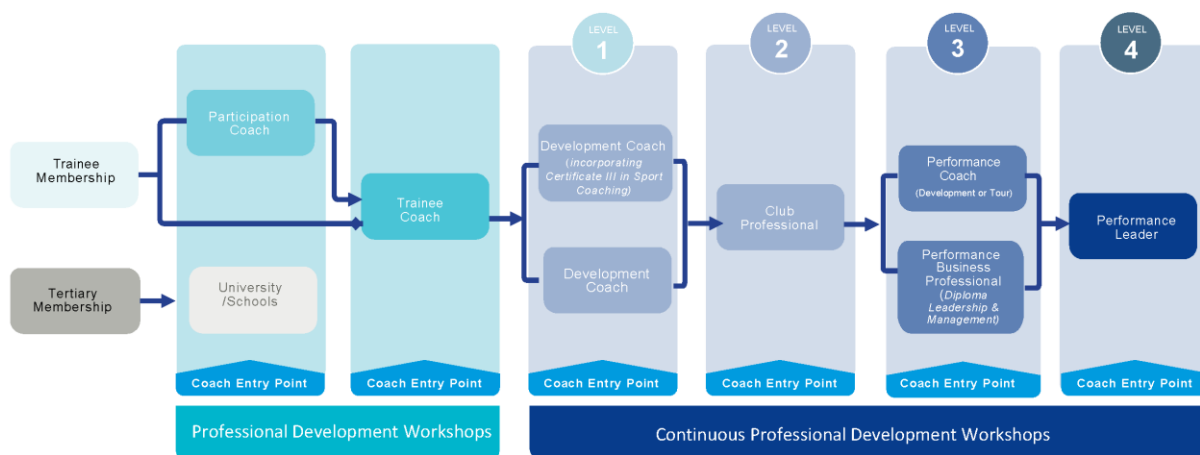 LEVEL
1
LEVEL
2
LEVEL
3
LEVEL
4
Trainee
Membership
Tertiary
Membership
Participation
Coach
University
/Schools
Trainee
Coach
Development Coach
(incorporating
Certificate III in Sport
Coaching)
Development
Coach
Club
Professional
Performance
Coach
(Development or Tour)
Performance
Business
Professional
(Diploma
Leadership &
Management)
Performance
Leader
Coach Entry Point
Coach Entry Point
Coach Entry Point
Coach Entry Point
Coach Entry Point
Coach Entry Point
Professional Development Workshops
Continuous Professional Development Workshops